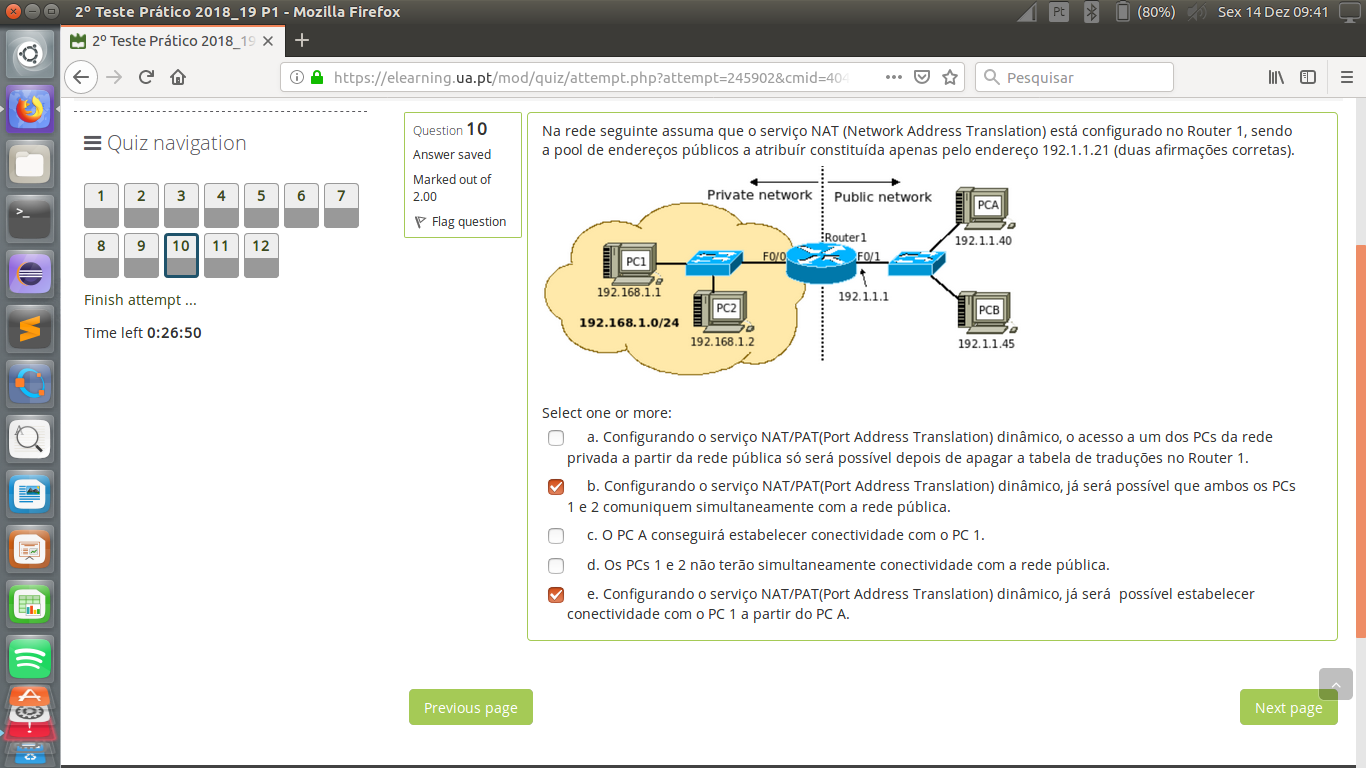 2º Teste Prático 2018_19 P1 - Mozilla Firefox
Pt
(80%)
Sex 14 Dez 09:41
2º Teste Prático 2018_19
https://elearning.ua.pt/mod/quiz/attempt.php?attempt=245902&cmid=404
Pesquisar
Quiz navigation
1 2 3 4 5 6 7
8 9 10 11 12
Finish attempt ...
Time left 0:26:50
Question 10
Answer saved
Marked out of
2.00
Flag question
Na rede seguinte assuma que o serviço NAT (Network Address Translation) está configurado no Router 1, sendo
a pool de endereços públicos a atribuír constituída apenas pelo endereço 192.1.1.21 (duas afirmações corretas).
Private network
Public network
PCA
192.1.1.40
Router1
PC1
F0/0
F0/1
192.168.1.1
192.1.1.1
PC2
PCB
192.168.1.0/24
192.168.1.2
192.1.1.45
Select one or more:
a. Configurando o serviço NAT/PAT(Port Address Translation) dinâmico, o acesso a um dos PCs da rede
privada a partir da rede pública só será possível depois de apagar a tabela de traduções no Router 1.
b. Configurando o serviço NAT/PAT(Port Address Translation) dinâmico, já será possível que ambos os PCs
1 e 2 comuniquem simultaneamente com a rede pública.
c. O PC A conseguirá estabelecer conectividade com o PC 1.
d. Os PCs 1 e 2 não terão simultaneamente conectividade com a rede pública.
e. Configurando o serviço NAT/PAT(Port Address Translation) dinâmico, já será possível estabelecer
conectividade com o PC 1 a partir do PC A.
Previous page
Next page